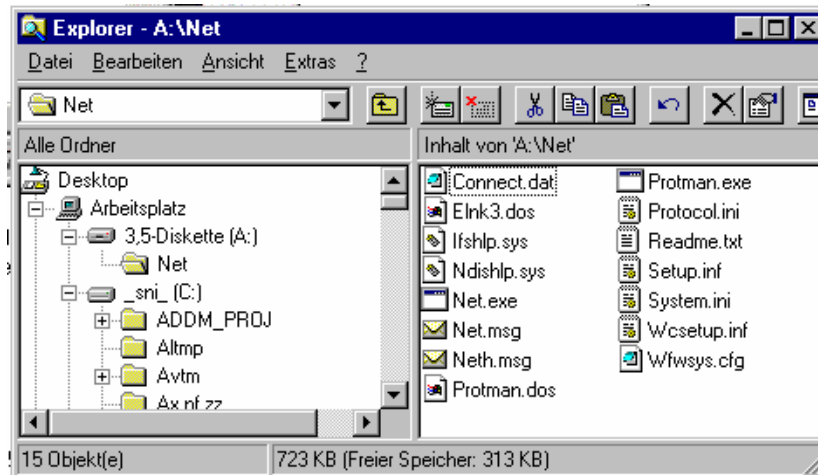 Explorer - A:\Net
Datei Bearbeiten Ansicht Extras ?
Net
Alle Ordner
Inhalt von 'A:\Net'
Desktop
Arbeitsplatz
3,5-Diskette (A:)
Net
_sni_ (C:)
ADDM_PROJ
Altmp
Avtm
Ax.nf.zz
Connect.dat
Elnk3.dos
Ifshlp.sys
Ndishlp.sys
Net.exe
Net.msg
Neth.msg
Protman.dos
Protman.exe
Protocol.ini
Readme.txt
Setup.inf
System.ini
Wcsetup.inf
Wfwsys.cfg
15 Objekt(e)
723 KB (Freier Speicher: 313 KB)